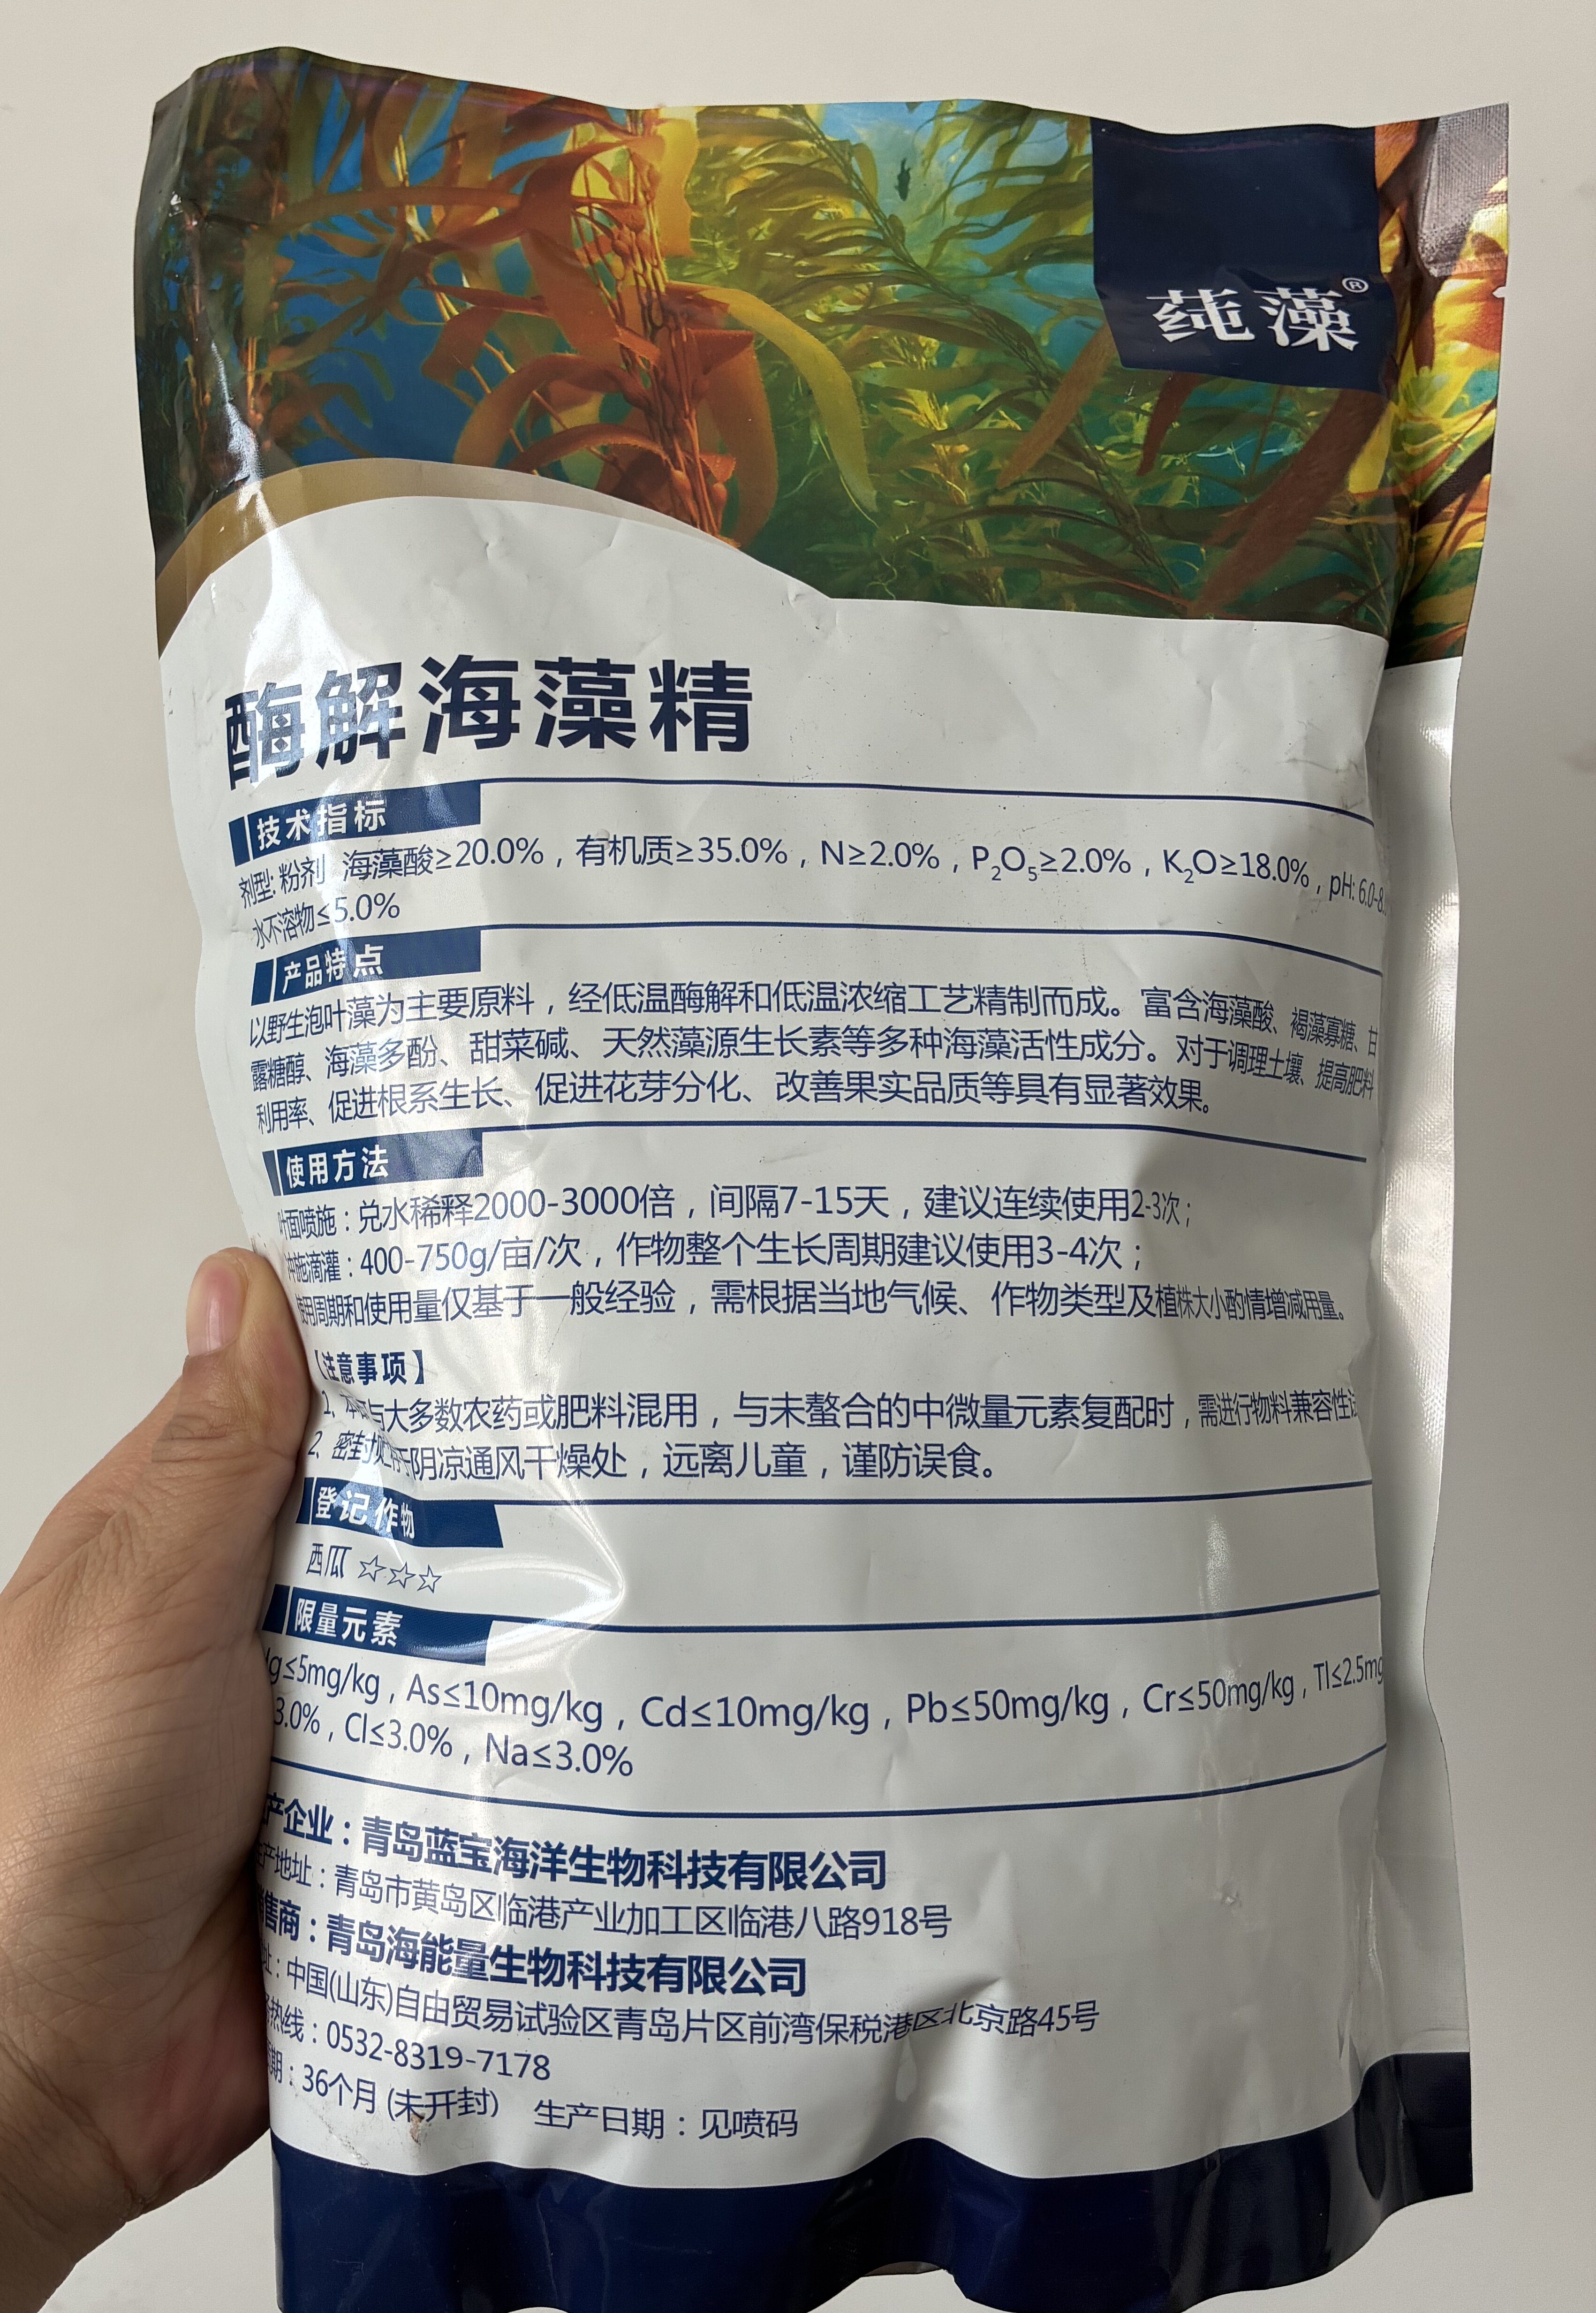 莼藻®
酶解海藻精
技术指标
剂型: 粉剂 海藻酸≥20.0%，有机质≥35.0%，N≥2.0%，P₂O₅≥2.0%，K₂O≥18.0%，pH: 6.0-8.
水不溶物≤5.0%
产品特点
以野生泡叶藻为主要原料，经低温酶解和低温浓缩工艺精制而成。富含海藻酸、褐藻寡糖、甘
露糖醇、海藻多酚、甜菜碱、天然藻源生长素等多种海藻活性成分。对于调理土壤、提高肥料
利用率、促进根系生长、促进花芽分化、改善果实品质等具有显著效果。
使用方法
叶面喷施：兑水稀释2000-3000倍，间隔7-15天，建议连续使用2-3次；
冲施滴灌：400-750g/亩/次，作物整个生长周期建议使用3-4次；
使用周期和使用量仅基于一般经验，需根据当地气候、作物类型及植株大小酌情增减用量。
【注意事项】
1、本 与大多数农药或肥料混用，与未螯合的中微量元素复配时，需进行物料兼容性
2、密封 于阴凉通风干燥处，远离儿童，谨防误食。
登记作物
西瓜 ☆☆☆
限量元素
g≤5mg/kg，As≤10mg/kg，Cd≤10mg/kg，Pb≤50mg/kg，Cr≤50mg/kg，Tl≤2.5mg
3.0%，Cl≤3.0%，Na≤3.0%
产企业：青岛蓝宝海洋生物科技有限公司
生产地址：青岛市黄岛区临港产业加工区临港八路918号
销售商：青岛海能量生物科技有限公司
址：中国(山东)自由贸易试验区青岛片区前湾保税港区北京路45号
热线：0532-8319-7178
期：36个月 (未开封) 生产日期：见喷码